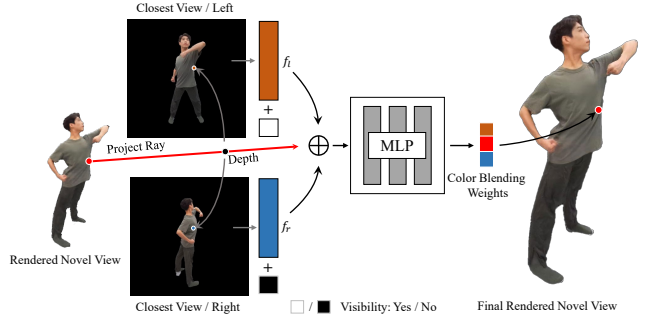 Closest View / Left
f_l
+
Project Ray
Depth
MLP
Color Blending
Weights
f_r
Rendered Novel View
+
Closest View / Right
/
Visibility: Yes / No
Final Rendered Novel View